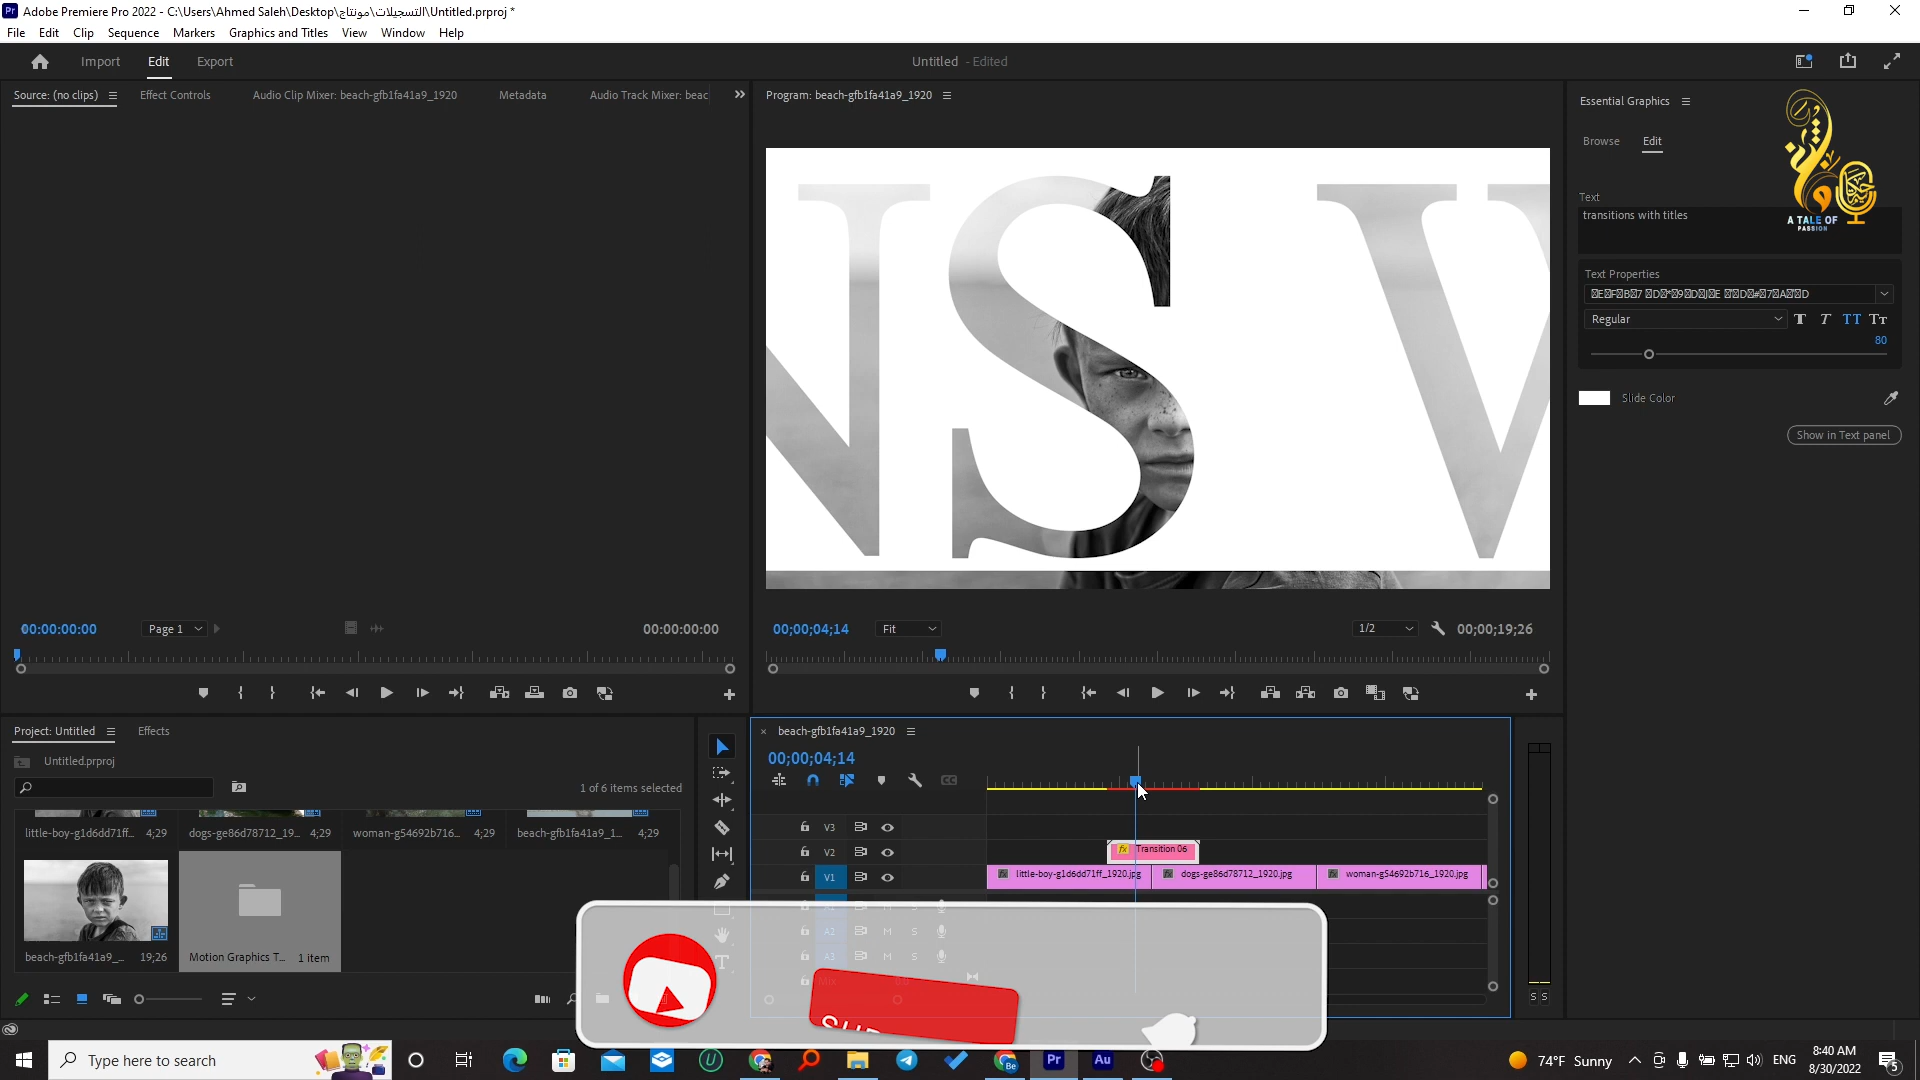 Adobe Premiere Pro 2022 - C:\Users\Ahmed Saleh\Desktop\التسجيلات\مونتاج\Untitled.prproj *
File Edit Clip Sequence Markers Graphics and Titles View Window Help
Import Edit Export
Untitled - Edited
Source: (no clips) Effect Controls Audio Clip Mixer: beach-gfb1fa41a9_1920 Metadata Audio Track Mixer: beac
Program: beach-gfb1fa41a9_1920
Essential Graphics
Browse Edit
A TALE OF
PASSION
Text
transitions with titles
NS W
Text Properties
Regular
80
Slide Color
Show in Text panel
00:00:00:00 Page 1 00:00:00:00
00;00;04;14 Fit 1/2 00;00;19;26
Project: Untitled Effects
Untitled.prproj
1 of 6 items selected
little-boy-g1d6dd71ff... 4;29
dogs-ge86d78712_19... 4;29
woman-g54692b716... 4;29
beach-gfb1fa41a9_1... 4;29
beach-gfb1fa41a9_... 19;26
Motion Graphics T... 1 item
beach-gfb1fa41a9_1920
00;00;04;14
V3
V2
Transition 06
V1
little-boy-g1d6dd71ff_1920.jpg dogs-ge86d78712_1920.jpg woman-g54692b716_1920.jpg
A2 M S
A3 M S
S S
Type here to search
74°F Sunny
ENG
8:40 AM
8/30/2022
5